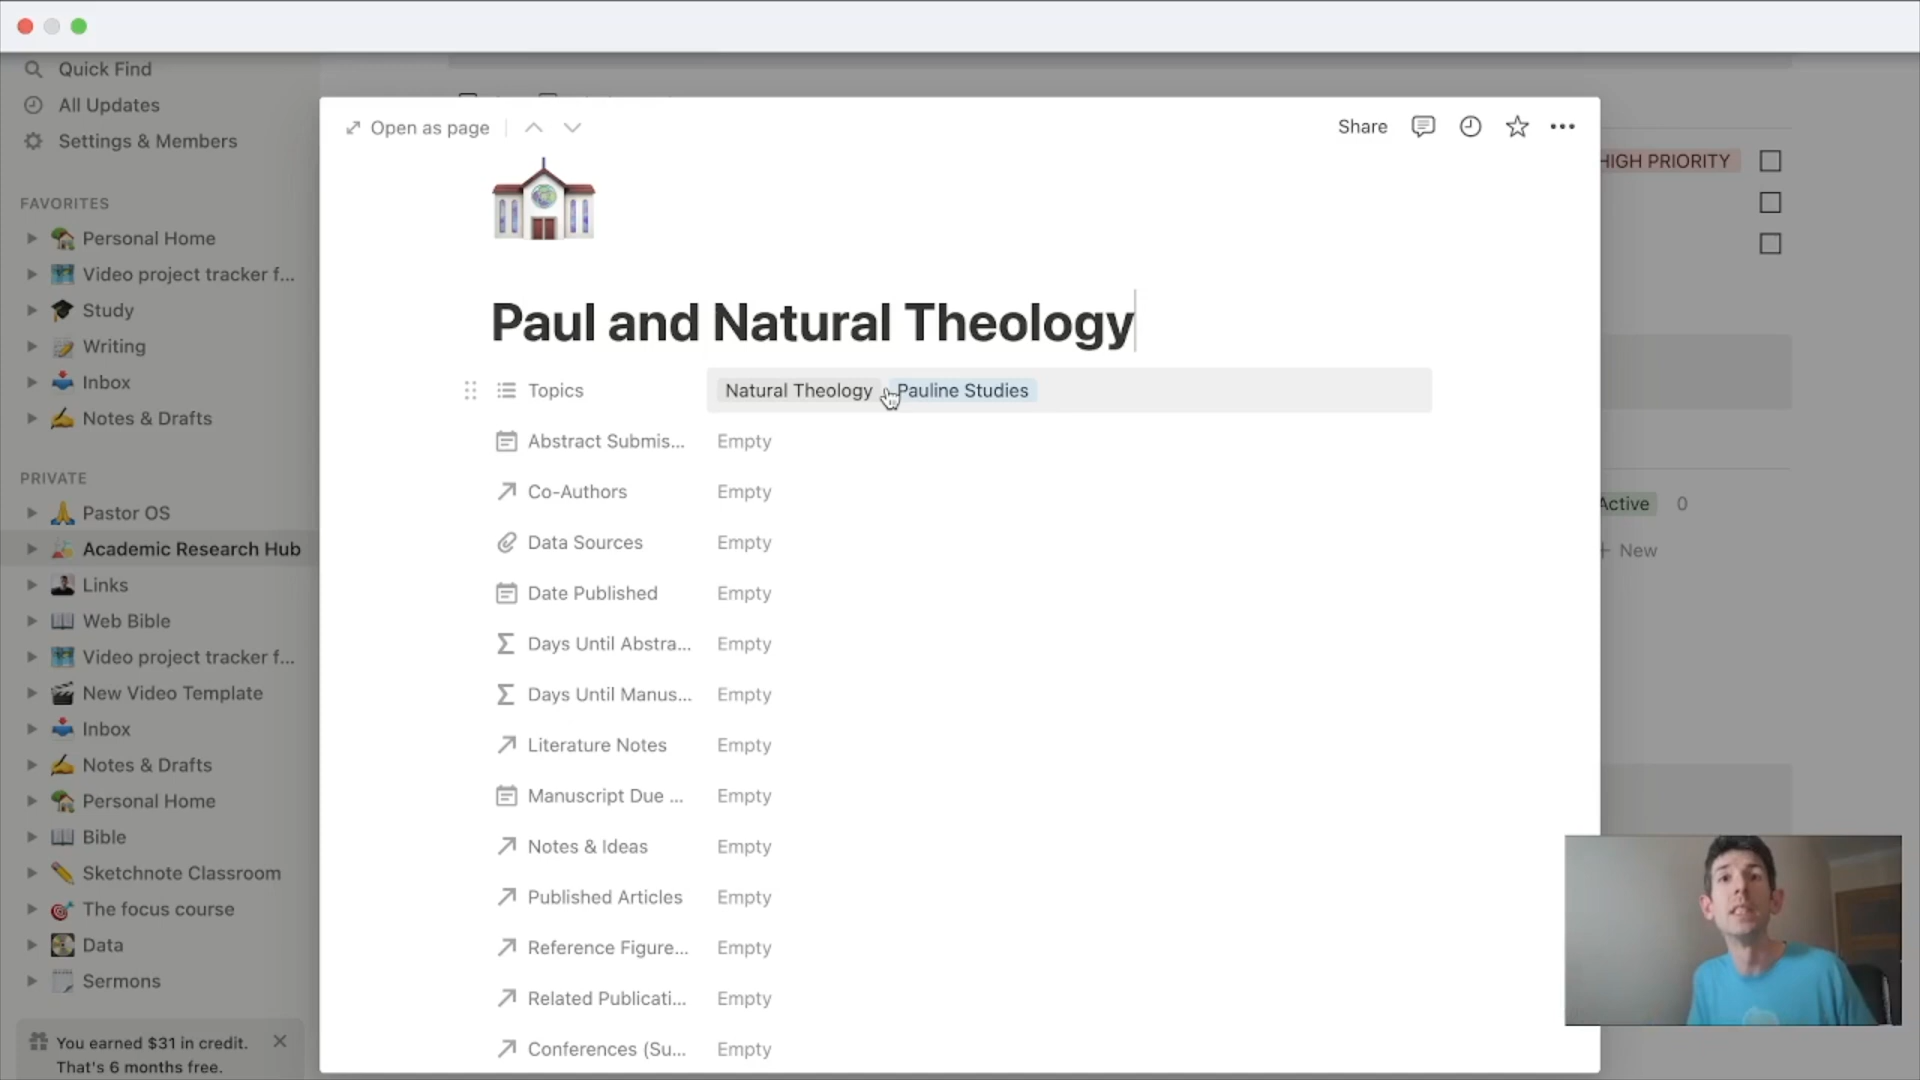 Quick Find
All Updates
Settings & Members
FAVORITES
Personal Home
Video project tracker f...
Study
Writing
Inbox
Notes & Drafts
PRIVATE
Pastor OS
Academic Research Hub
Links
Web Bible
Video project tracker f...
New Video Template
Inbox
Notes & Drafts
Personal Home
Bible
Sketchnote Classroom
The focus course
Data
Sermons
You earned $31 in credit.
That's 6 months free.
Open as page
Share
Paul and Natural Theology
Topics Natural Theology Pauline Studies
Abstract Submis... Empty
Co-Authors Empty
Data Sources Empty
Date Published Empty
Days Until Abstra... Empty
Days Until Manus... Empty
Literature Notes Empty
Manuscript Due ... Empty
Notes & Ideas Empty
Published Articles Empty
Reference Figure... Empty
Related Publicati... Empty
Conferences (Su... Empty
HIGH PRIORITY
Active 0
+ New